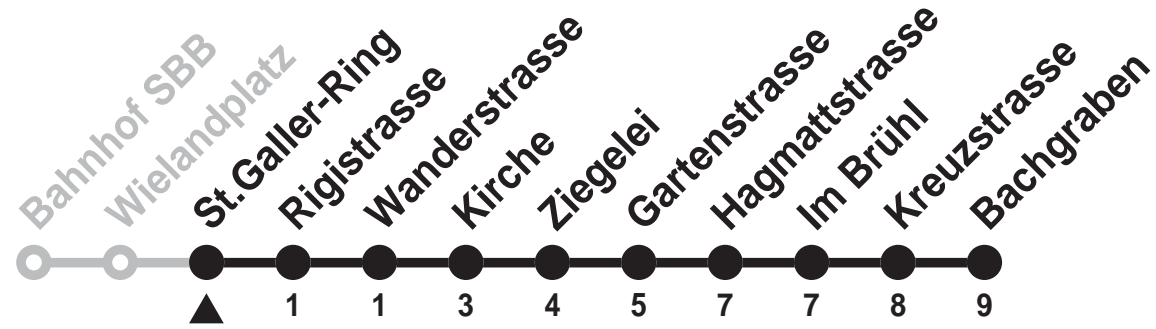 Bahnhof SBB
Wielandplatz
St.Galler-Ring
Rigistrasse
Wanderstrasse
Kirche
Ziegelei
Gartenstrasse
Hagmattstrasse
Im Brühl
Kreuzstrasse
Bachgraben
1 1 3 4 5 7 7 8 9